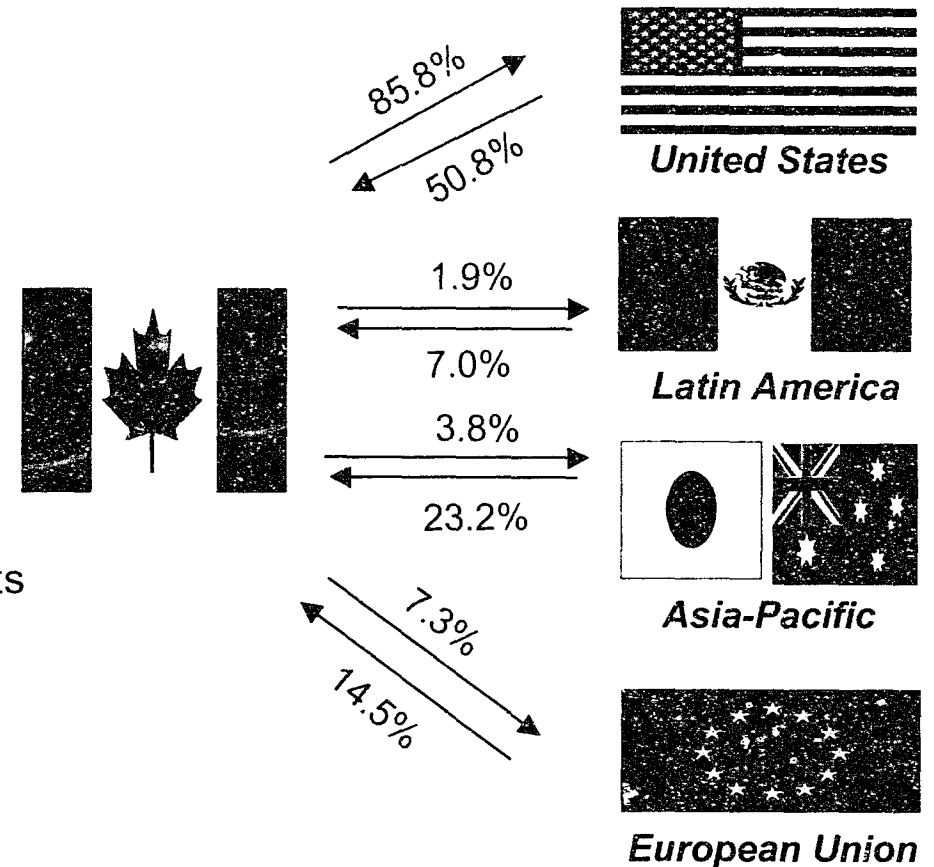 85.8%
50.8%
United States
1.9%
7.0%
Latin America
3.8%
23.2%
Asia-Pacific
ts
7.3%
14.5%
European Union